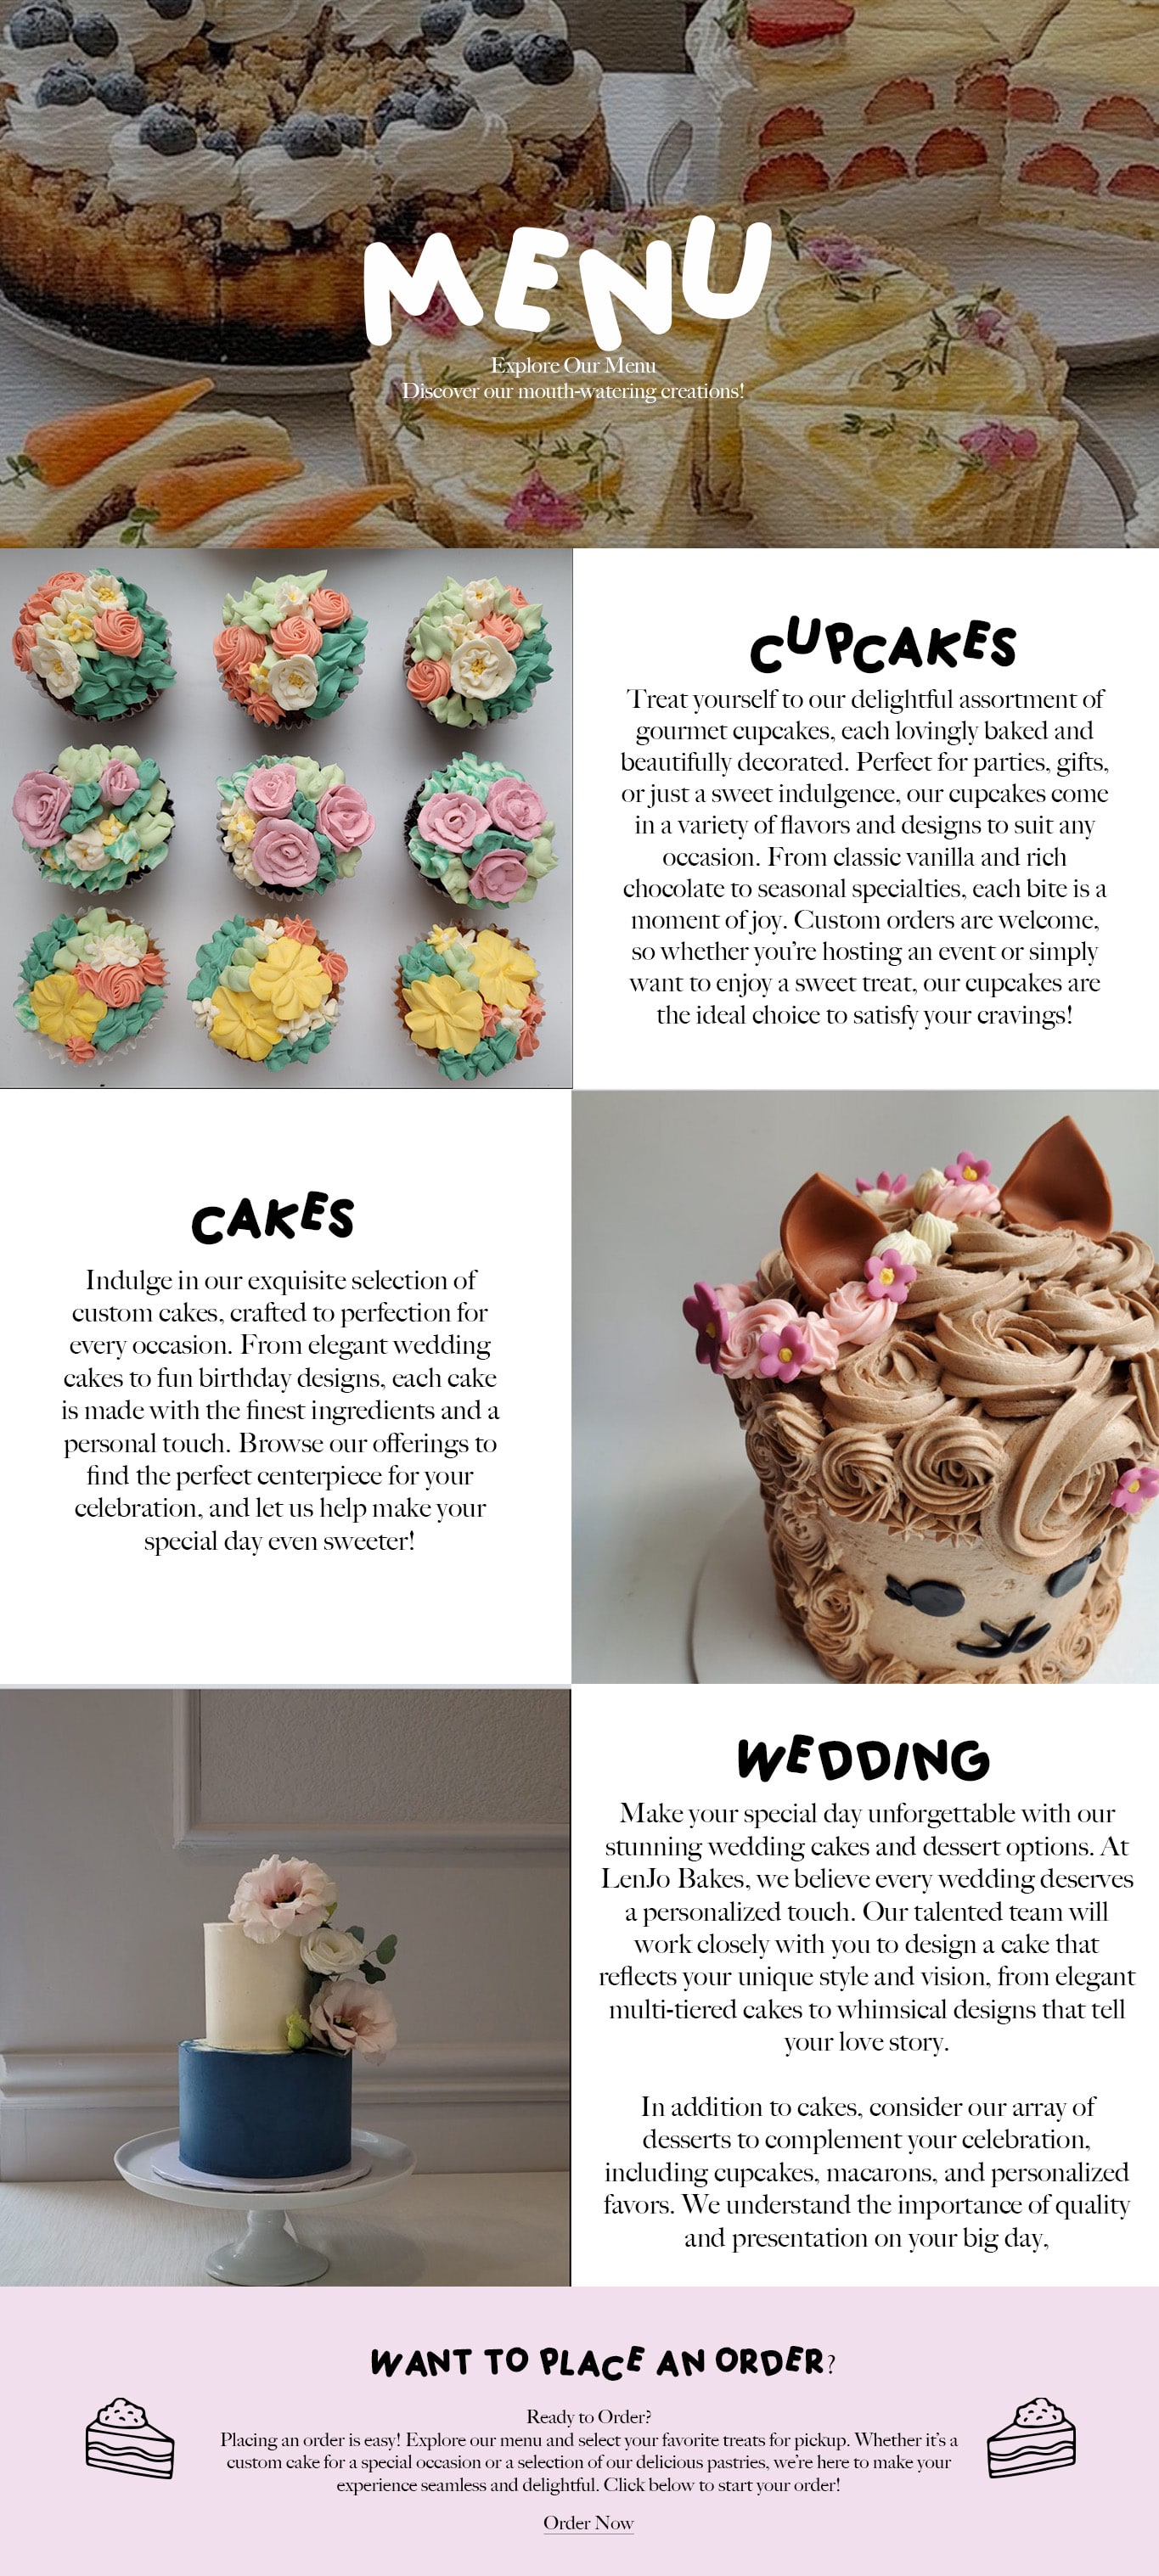 MENU
Explore Our Menu
Discover our mouth-watering creations!
CUPCAKES
Treat yourself to our delightful assortment of
gourmet cupcakes, each lovingly baked and
beautifully decorated. Perfect for parties, gifts,
or just a sweet indulgence, our cupcakes come
in a variety of flavors and designs to suit any
occasion. From classic vanilla and rich
chocolate to seasonal specialties, each bite is a
moment of joy. Custom orders are welcome,
so whether you're hosting an event or simply
want to enjoy a sweet treat, our cupcakes are
the ideal choice to satisfy your cravings!
CAKES
Indulge in our exquisite selection of
custom cakes, crafted to perfection for
every occasion. From elegant wedding
cakes to fun birthday designs, each cake
is made with the finest ingredients and a
personal touch. Browse our offerings to
find the perfect centerpiece for your
celebration, and let us help make your
special day even sweeter!
WEDDING
Make your special day unforgettable with our
stunning wedding cakes and dessert options. At
LenJo Bakes, we believe every wedding deserves
a personalized touch. Our talented team will
work closely with you to design a cake that
reflects your unique style and vision, from elegant
multi-tiered cakes to whimsical designs that tell
your love story.
In addition to cakes, consider our array of
desserts to complement your celebration,
including cupcakes, macarons, and personalized
favors. We understand the importance of quality
and presentation on your big day,
WANT TO PLACE AN ORDER?
Ready to Order?
Placing an order is easy! Explore our menu and select your favorite treats for pickup. Whether it's a
custom cake for a special occasion or a selection of our delicious pastries, we're here to make your
experience seamless and delightful. Click below to start your order!
Order Now